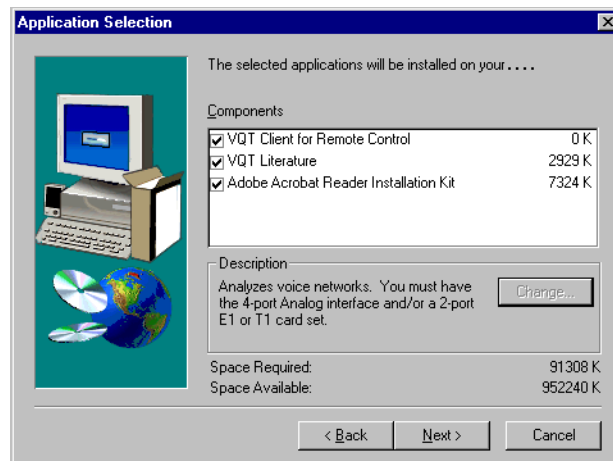 Application Selection
The selected applications will be installed on your....
Components
VQT Client for Remote Control 0 K
VQT Literature 2929 K
Adobe Acrobat Reader Installation Kit 7324 K
Description
Analyzes voice networks. You must have
the 4-port Analog interface and/or a 2-port
E1 or T1 card set.
Change...
Space Required: 91308 K
Space Available: 952240 K
< Back
Next >
Cancel